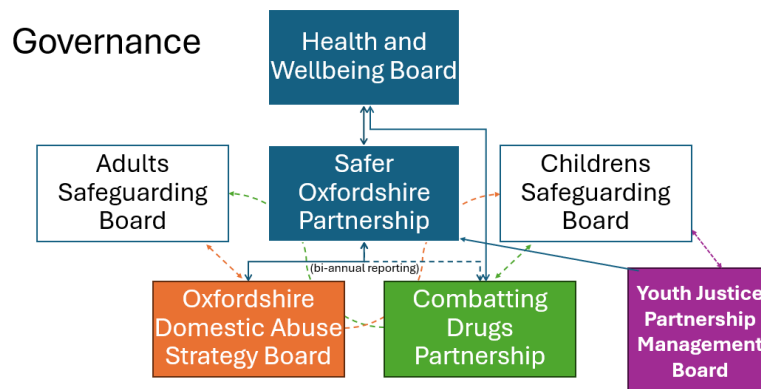 Governance
Health and
Wellbeing Board
Adults
Safeguarding
Board
Safer
Oxfordshire
Partnership
Childrens
Safeguarding
Board
(bi-annual reporting)
Oxfordshire
Domestic Abuse
Strategy Board
Combatting
Drugs
Partnership
Youth Justice
Partnership
Management
Board